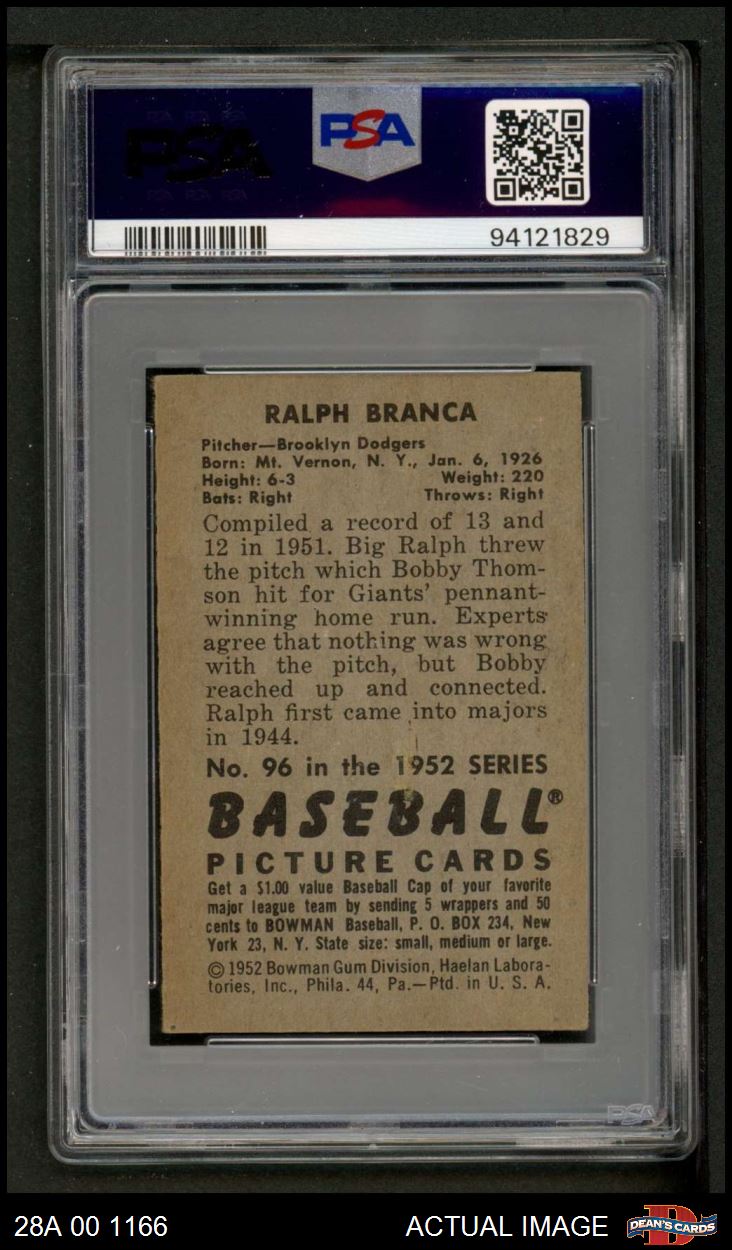 PSA
PSA
94121829
RALPH BRANCA
Pitcher—Brooklyn Dodgers
Born: Mt. Vernon, N. Y., Jan. 6, 1926
Height: 6-3 Weight: 220
Bats: Right Throws: Right
Compiled a record of 13 and
12 in 1951. Big Ralph threw
the pitch which Bobby Thom-
son hit for Giants' pennant-
winning home run. Experts
agree that nothing was wrong
with the pitch, but Bobby
reached up and connected.
Ralph first came into majors
in 1944.
No. 96 in the 1952 SERIES
BASEBALL®
PICTURE CARDS
Get a $1.00 value Baseball Cap of your favorite
major league team by sending 5 wrappers and 50
cents to BOWMAN Baseball, P. O. BOX 234, New
York 23, N. Y. State size: small, medium or large.
© 1952 Bowman Gum Division, Haelan Labora-
tories, Inc., Phila. 44, Pa.—Ptd. in U. S. A.
PSA
28A 00 1166 ACTUAL IMAGE DEAN'S CARDS